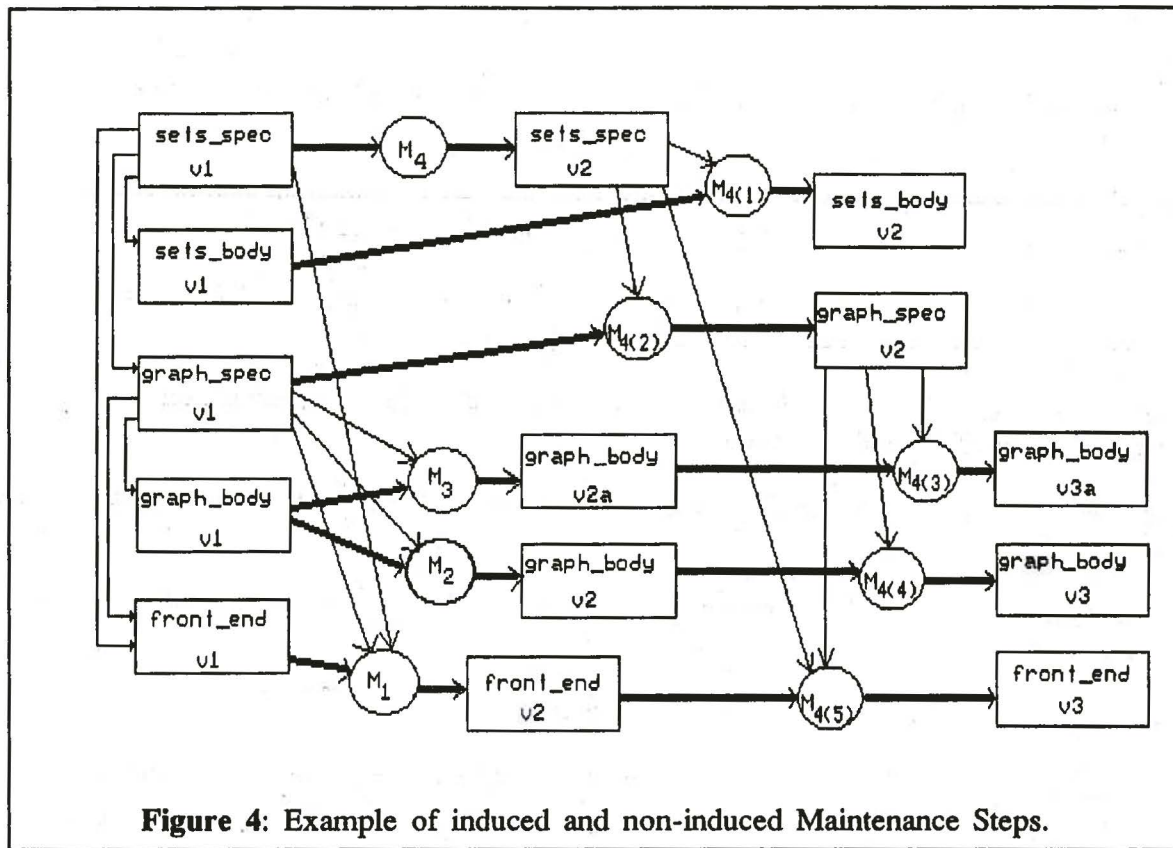 sets_spec
v1
M4
sets_spec
v2
M4(1)
sets_body
v2
sets_body
v1
M4(2)
graph_spec
v2
graph_spec
v1
M3
graph_body
v2a
M4(3)
graph_body
v3a
graph_body
v1
M2
graph_body
v2
M4(4)
graph_body
v3
front_end
v1
M1
front_end
v2
M4(5)
front_end
v3
Figure 4: Example of induced and non-induced Maintenance Steps.